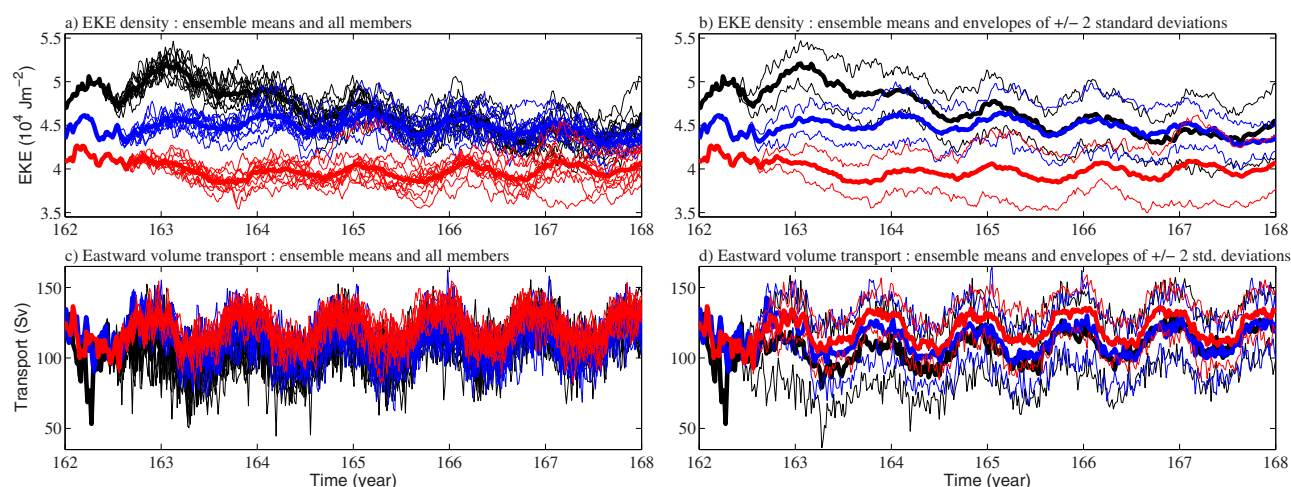 a) EKE density : ensemble means and all members
b) EKE density : ensemble means and envelopes of +/− 2 standard deviations
EKE (10⁴ Jm⁻²)
5.5
5
4.5
4
3.5
162 163 164 165 166 167 168
5.5
5
4.5
4
3.5
162 163 164 165 166 167 168
c) Eastward volume transport : ensemble means and all members
d) Eastward volume transport : ensemble means and envelopes of +/− 2 std. deviations
Transport (Sv)
150
100
50
162 163 164 165 166 167 168
Time (year)
150
100
50
162 163 164 165 166 167 168
Time (year)